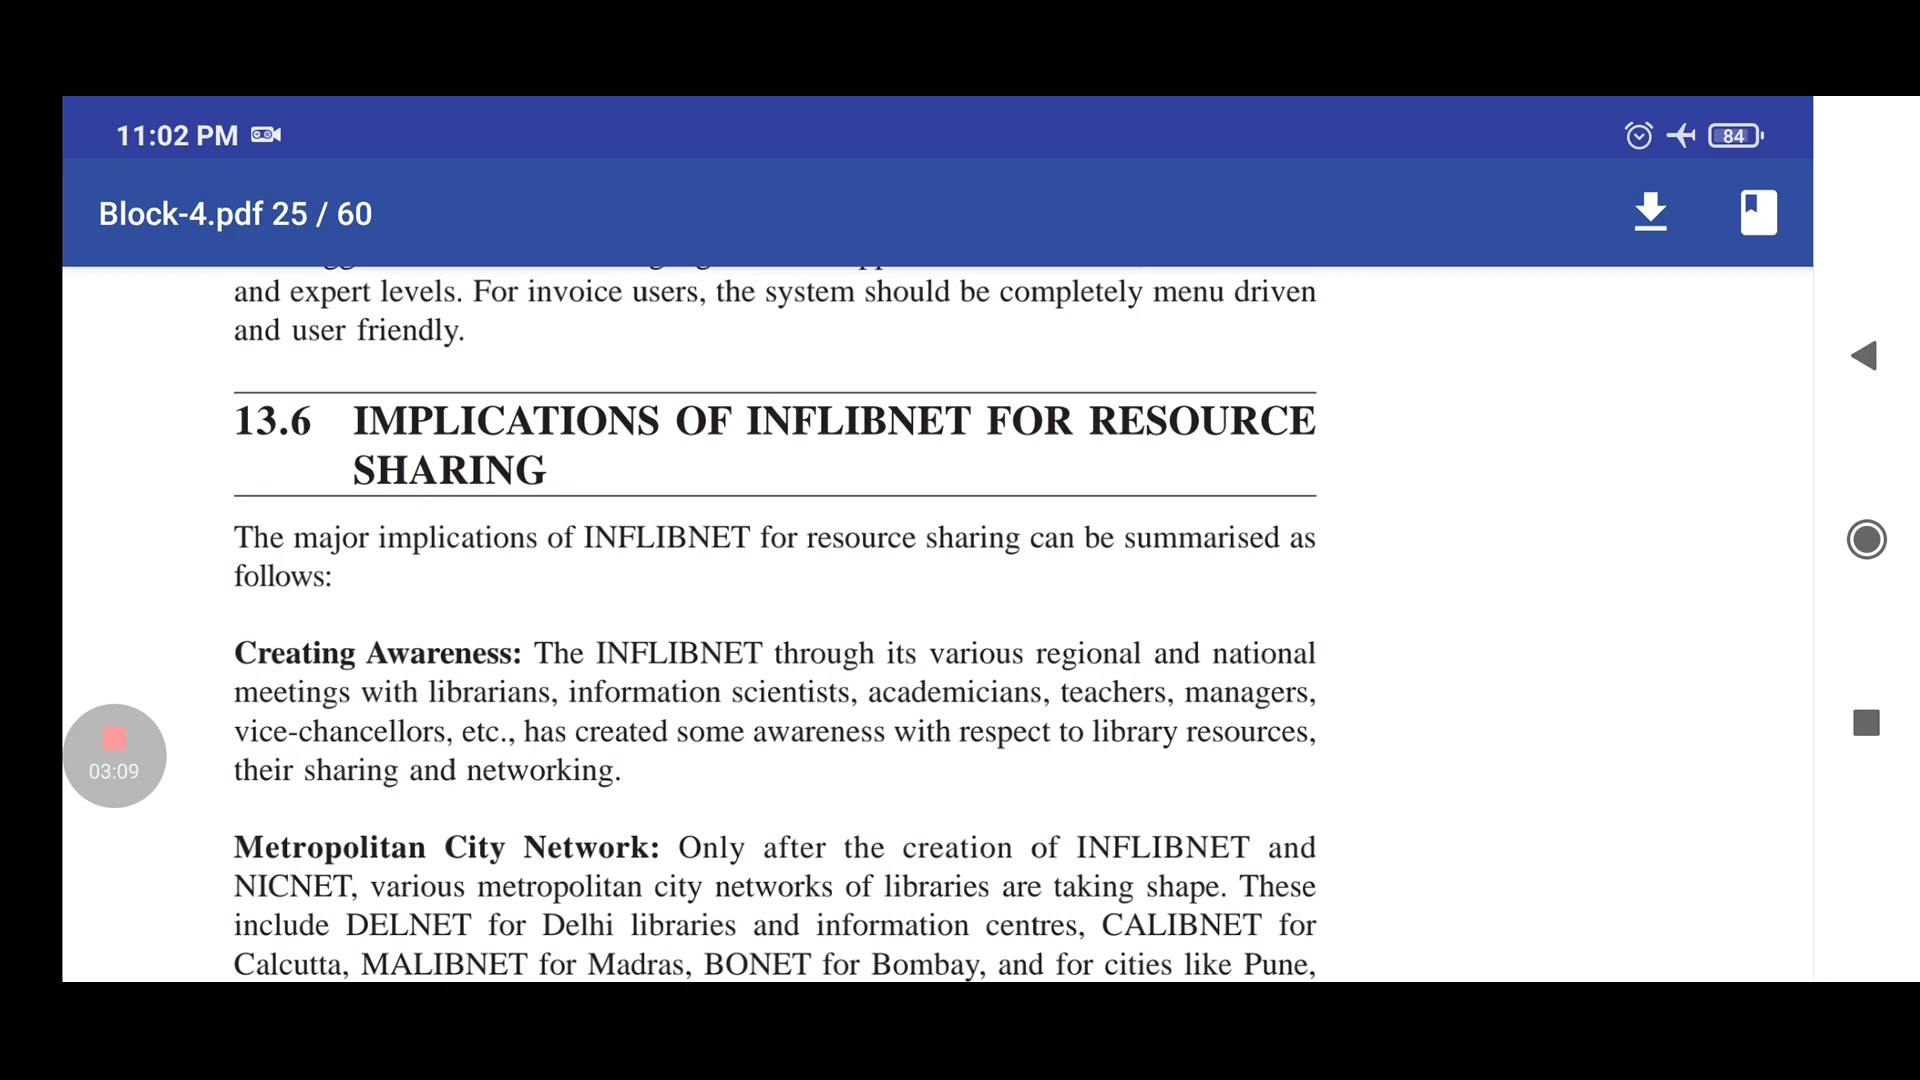 11:02 PM
84
Block-4.pdf 25 / 60
and expert levels. For invoice users, the system should be completely menu driven
and user friendly.
13.6 IMPLICATIONS OF INFLIBNET FOR RESOURCE
SHARING
The major implications of INFLIBNET for resource sharing can be summarised as
follows:
Creating Awareness: The INFLIBNET through its various regional and national
meetings with librarians, information scientists, academicians, teachers, managers,
vice-chancellors, etc., has created some awareness with respect to library resources,
their sharing and networking.
03:09
Metropolitan City Network: Only after the creation of INFLIBNET and
NICNET, various metropolitan city networks of libraries are taking shape. These
include DELNET for Delhi libraries and information centres, CALIBNET for
Calcutta, MALIBNET for Madras, BONET for Bombay, and for cities like Pune,